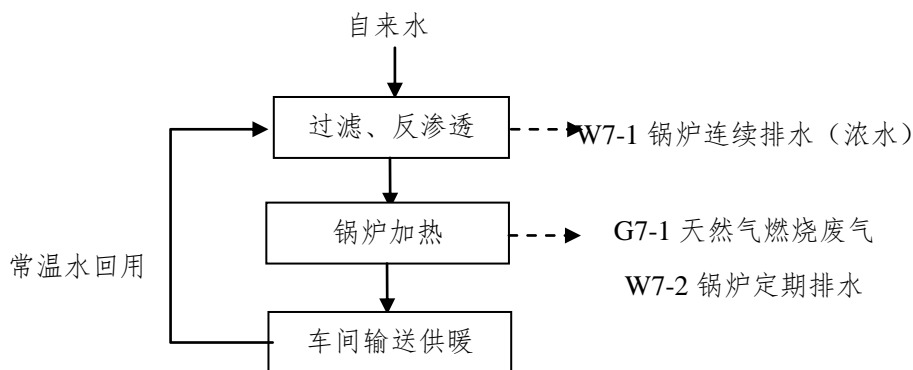 自来水
过滤、反渗透
W7-1 锅炉连续排水（浓水）
锅炉加热
G7-1 天然气燃烧废气
常温水回用
W7-2 锅炉定期排水
车间输送供暖